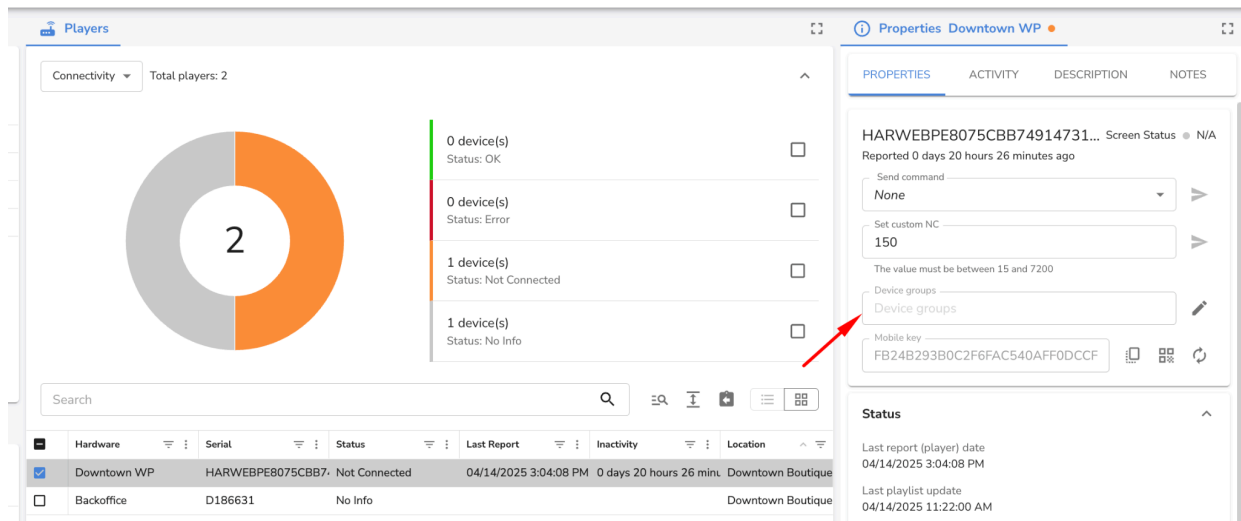 Players
Connectivity
Total players: 2
2
0 device(s)
Status: OK
0 device(s)
Status: Error
1 device(s)
Status: Not Connected
1 device(s)
Status: No Info
Search
Hardware Serial Status Last Report Inactivity Location
Downtown WP HARWEBPE8075CBB7 Not Connected 04/14/2025 3:04:08 PM 0 days 20 hours 26 minu Downtown Boutique
Backoffice D186631 No Info Downtown Boutique
Properties Downtown WP
PROPERTIES ACTIVITY DESCRIPTION NOTES
HARWEBPE8075CBB74914731... Screen Status N/A
Reported 0 days 20 hours 26 minutes ago
Send command
None
Set custom NC
150
The value must be between 15 and 7200
Device groups
Device groups
Mobile key
FB24B293B0C2F6FAC540AFF0DCCF
Status
Last report (player) date
04/14/2025 3:04:08 PM
Last playlist update
04/14/2025 11:22:00 AM